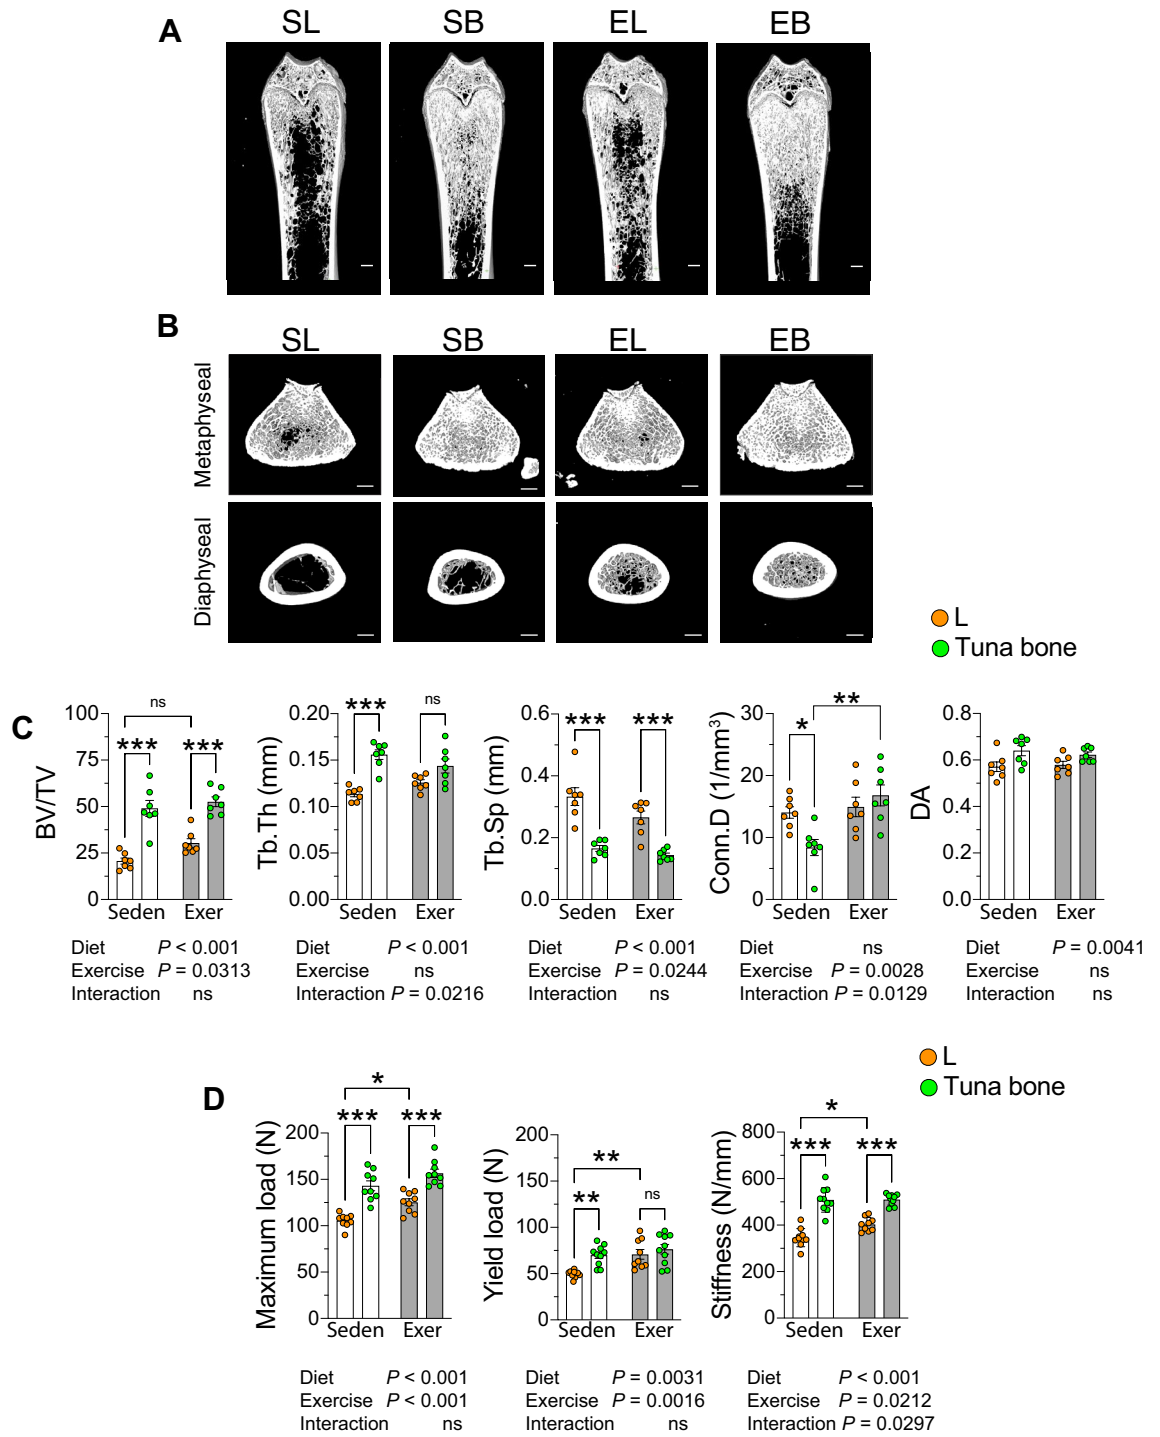 A
SL SB EL EB
B
SL SB EL EB
Metaphyseal
Diaphyseal
L
Tuna bone
C
BV/TV
100
75
50
25
0
ns
*** ***
Seden Exer
Diet P < 0.001
Exercise P = 0.0313
Interaction ns
Tb.Th (mm)
0.20
0.15
0.10
0.05
0.00
*** ns
Seden Exer
Diet P < 0.001
Exercise ns
Interaction P = 0.0216
Tb.Sp (mm)
0.6
0.4
0.2
0.0
*** ***
Seden Exer
Diet P < 0.001
Exercise P = 0.0244
Interaction ns
Conn.D (1/mm³)
30
20
10
0
**
*
Seden Exer
Diet ns
Exercise P = 0.0028
Interaction P = 0.0129
DA
0.8
0.6
0.4
0.2
0.0
Seden Exer
Diet P = 0.0041
Exercise ns
Interaction ns
L
Tuna bone
D
Maximum load (N)
200
150
100
50
0
*
*** ***
Seden Exer
Diet P < 0.001
Exercise P < 0.001
Interaction ns
Yield load (N)
200
150
100
50
0
**
** ns
Seden Exer
Diet P = 0.0031
Exercise P = 0.0016
Interaction ns
Stiffness (N/mm)
800
600
400
200
0
*
*** ***
Seden Exer
Diet P < 0.001
Exercise P = 0.0212
Interaction P = 0.0297